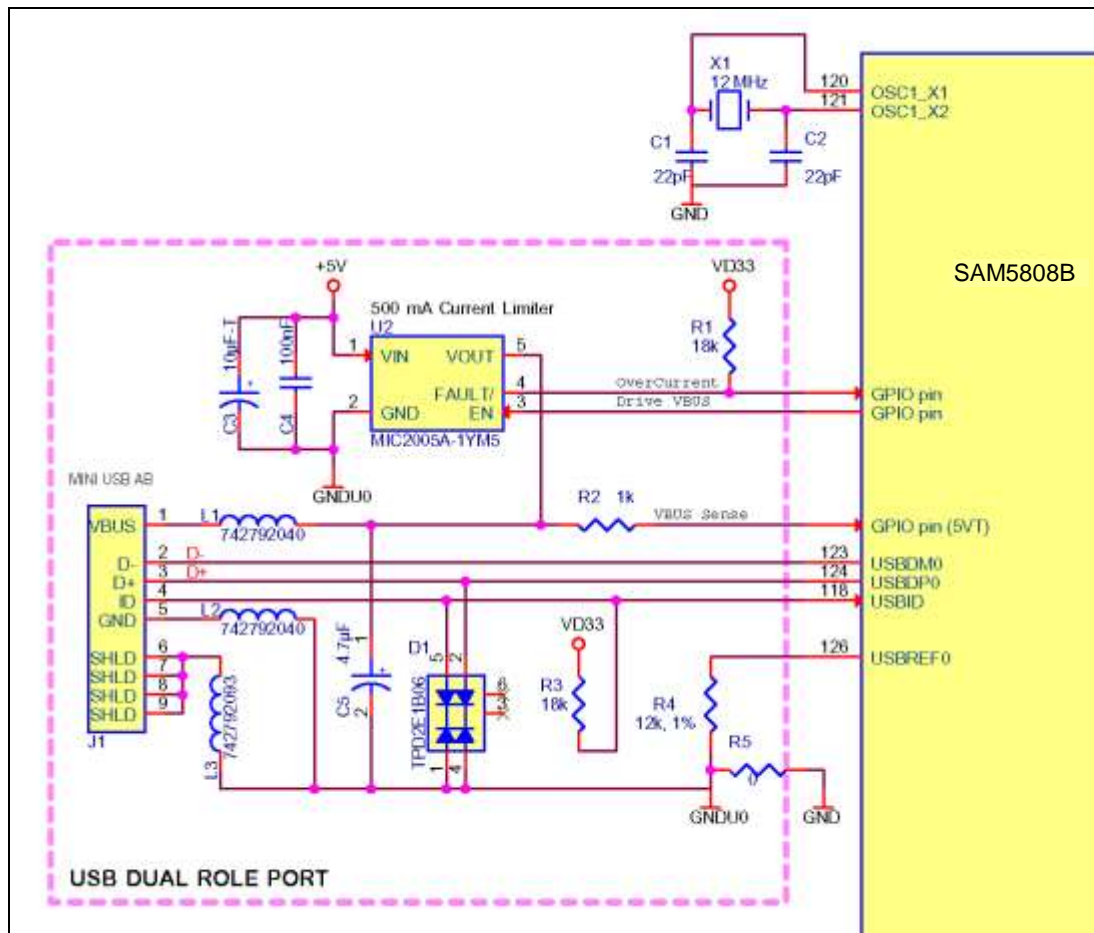 X1
12 MHz
120
OSC1_X1
121
OSC1_X2
C1
C2
22pF
22pF
GND
SAM5808B
+5V
VD33
500 mA Current Limiter
U2
R1
18k
10µF-T
100nF
C3
C4
1
VIN
VOUT
5
FAULT/
4
OverCurrent
GPIO pin
2
GND
EN
3
Drive VBUS
GPIO pin
MIC2005A-1YM5
GNDU0
MINI USB AB
R2 1k
VBUS
1
L1
742792040
VBUS Sense
GPIO pin (5VT)
D-
2
D-
123
USBDM0
D+
3
D+
124
USBDP0
ID
4
118
USBID
GND
5
L2
742792040
VD33
SHLD
6
126
USBREF0
SHLD
7
SHLD
8
SHLD
9
J1
742792093
L3
4.7µF
1
C5
2
D1
5
2
TPD2E1B06
1
4
R3
18k
R4
12k, 1%
R5
0
GNDU0
GND
USB DUAL ROLE PORT